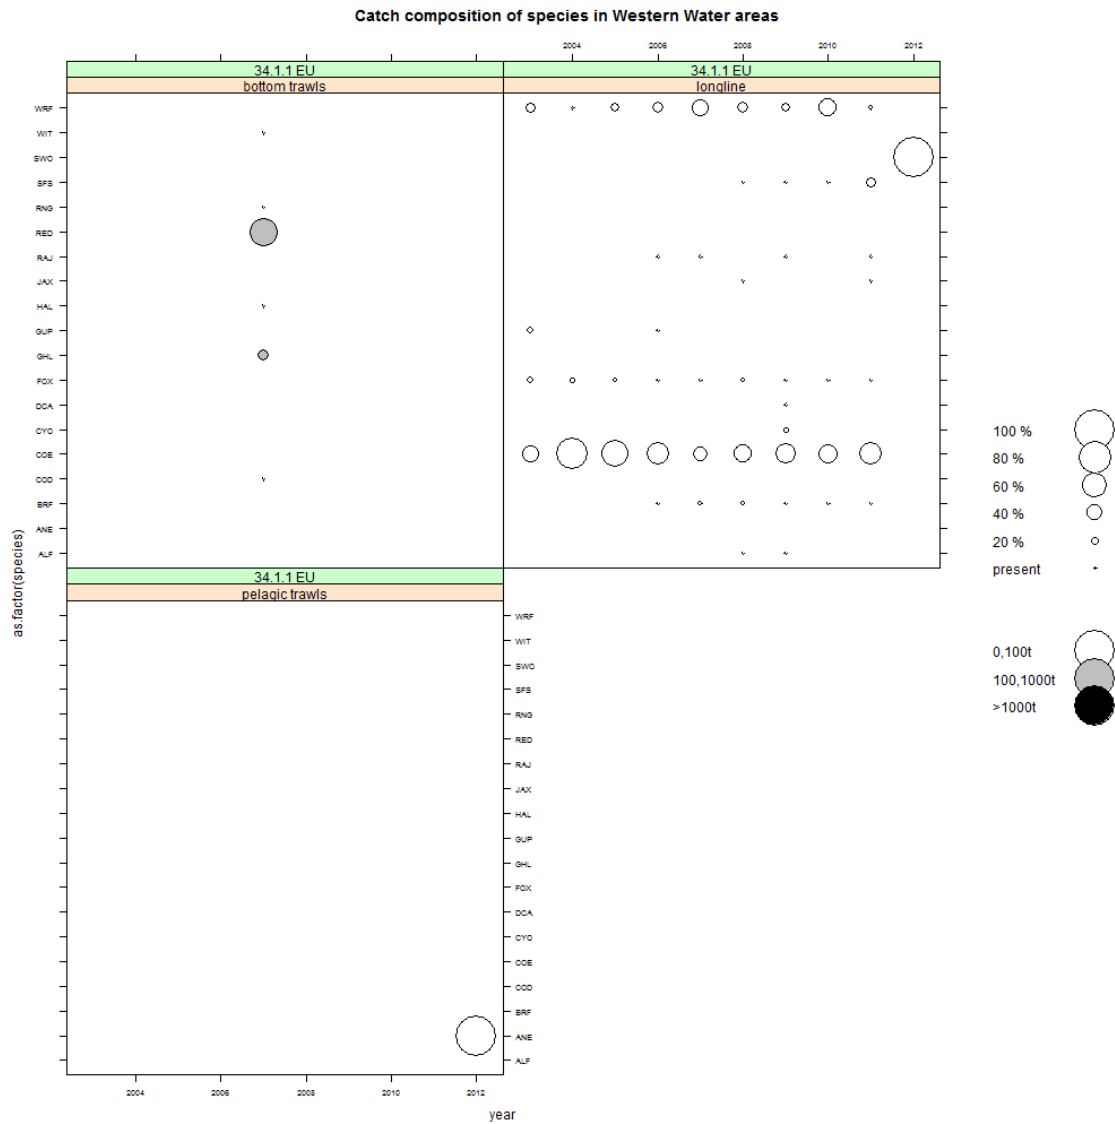 Catch composition of species in Western Water areas
2004 2006 2008 2010 2012
34.1.1 EU 34.1.1 EU
bottom trawls longline
WRF
WIT
SWO
SFS
RNG
RED
RAJ
JAX
HAL
GUP
GHL
FOX
DCA
CYO
COE
COD
BRF
ANE
ALF
100 %
80 %
60 %
40 %
20 %
present
as.factor(species)
34.1.1 EU
pelagic trawls
WRF
WIT
SWO
SFS
RNG
RED
RAJ
JAX
HAL
GUP
GHL
FOX
DCA
CYO
COE
COD
BRF
ANE
ALF
0,100t
100,1000t
>1000t
2004 2006 2008 2010 2012
year